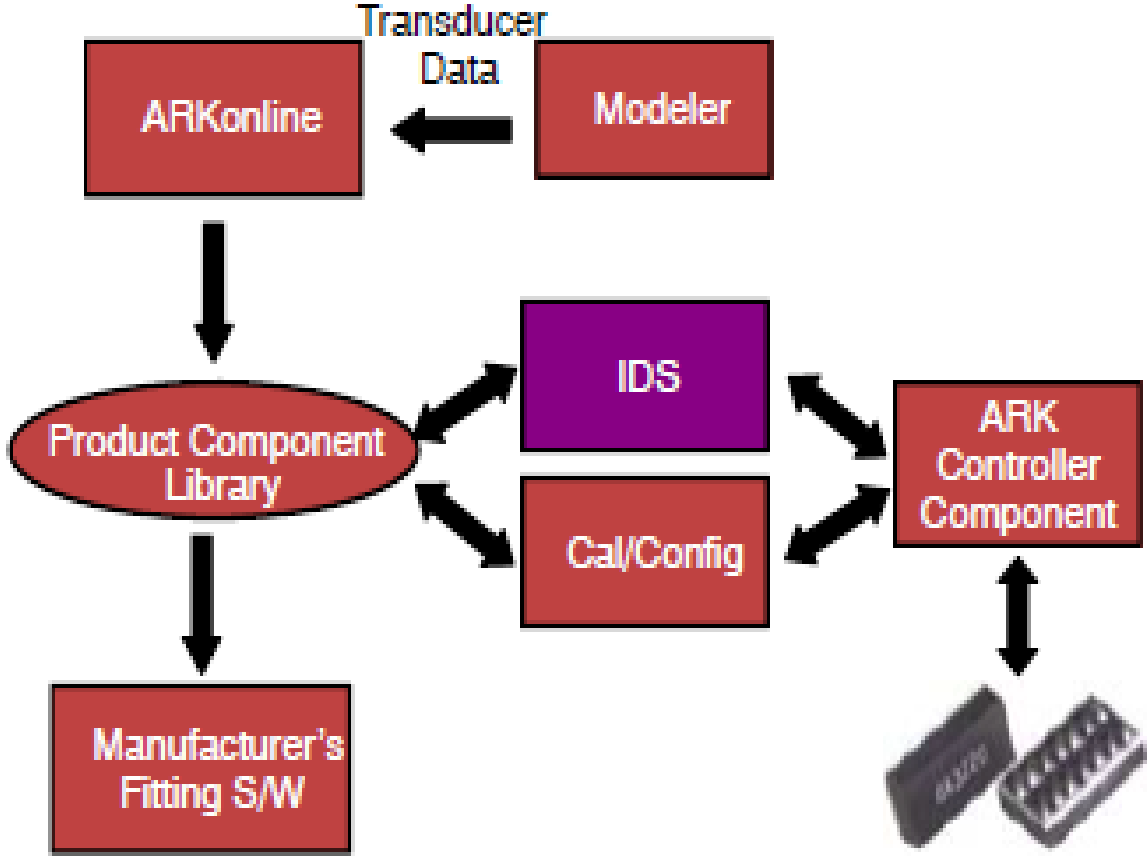 Transducer
Data
ARKonline
Modeler
IDS
Product Component
Library
ARK
Controller
Component
Cal/Config
Manufacturer's
Fitting S/W